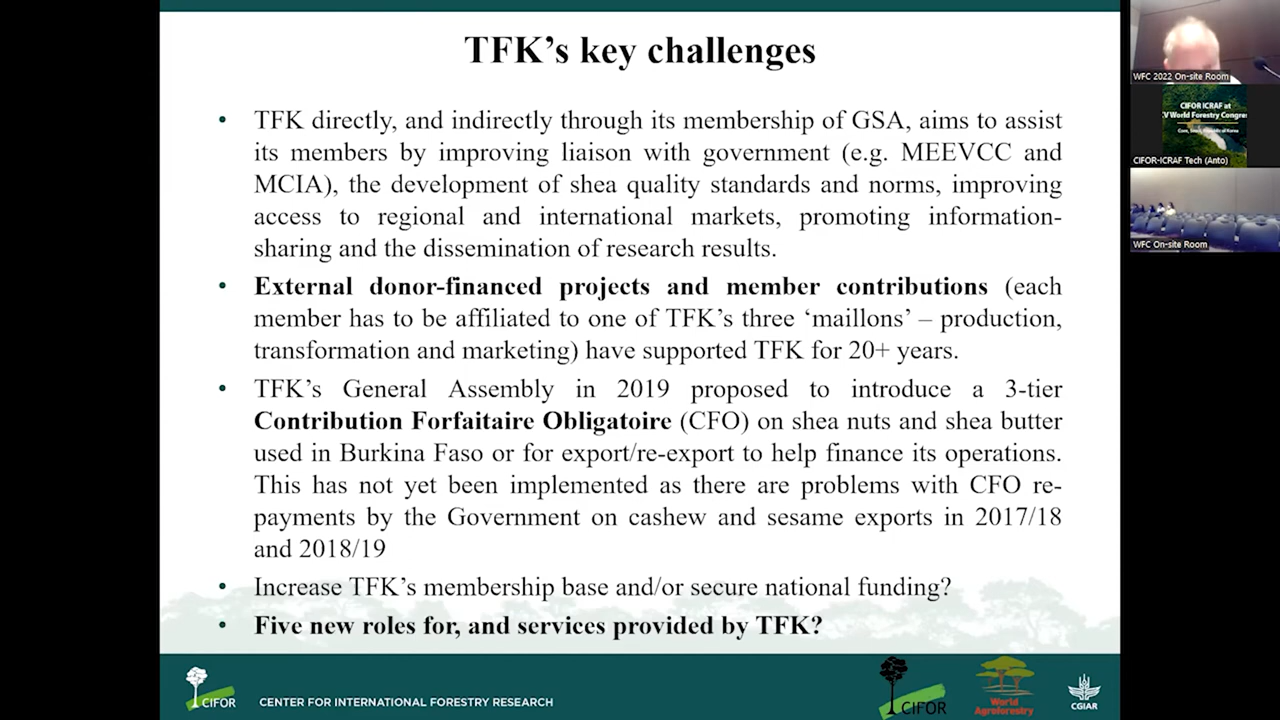 TFK's key challenges
• TFK directly, and indirectly through its membership of GSA, aims to assist
its members by improving liaison with government (e.g. MEEVCC and
MCIA), the development of shea quality standards and norms, improving
access to regional and international markets, promoting information-
sharing and the dissemination of research results.
• External donor-financed projects and member contributions (each
member has to be affiliated to one of TFK's three ‘maillons’ – production,
transformation and marketing) have supported TFK for 20+ years.
• TFK's General Assembly in 2019 proposed to introduce a 3-tier
Contribution Forfaitaire Obligatoire (CFO) on shea nuts and shea butter
used in Burkina Faso or for export/re-export to help finance its operations.
This has not yet been implemented as there are problems with CFO re-
payments by the Government on cashew and sesame exports in 2017/18
and 2018/19
• Increase TFK's membership base and/or secure national funding?
• Five new roles for, and services provided by TFK?
CIFOR
CENTER FOR INTERNATIONAL FORESTRY RESEARCH
CIFOR
World
Agroforestry
CGIAR
WFC 2022 On-site Room
CIFOR ICRAF at
V World Forestry Congre
CIFOR-ICRAF Tech (Anto)
WFC On-site Room